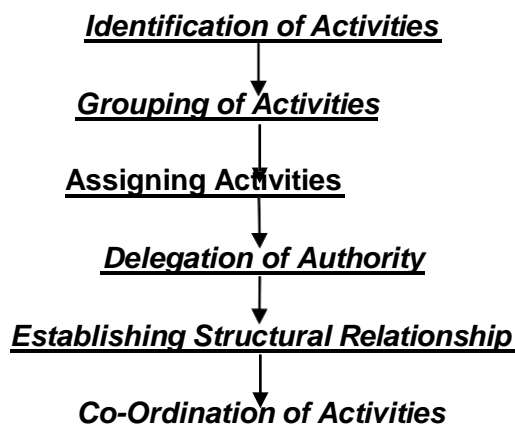 Identification of Activities
Grouping of Activities
Assigning Activities
Delegation of Authority
Establishing Structural Relationship
Co-Ordination of Activities